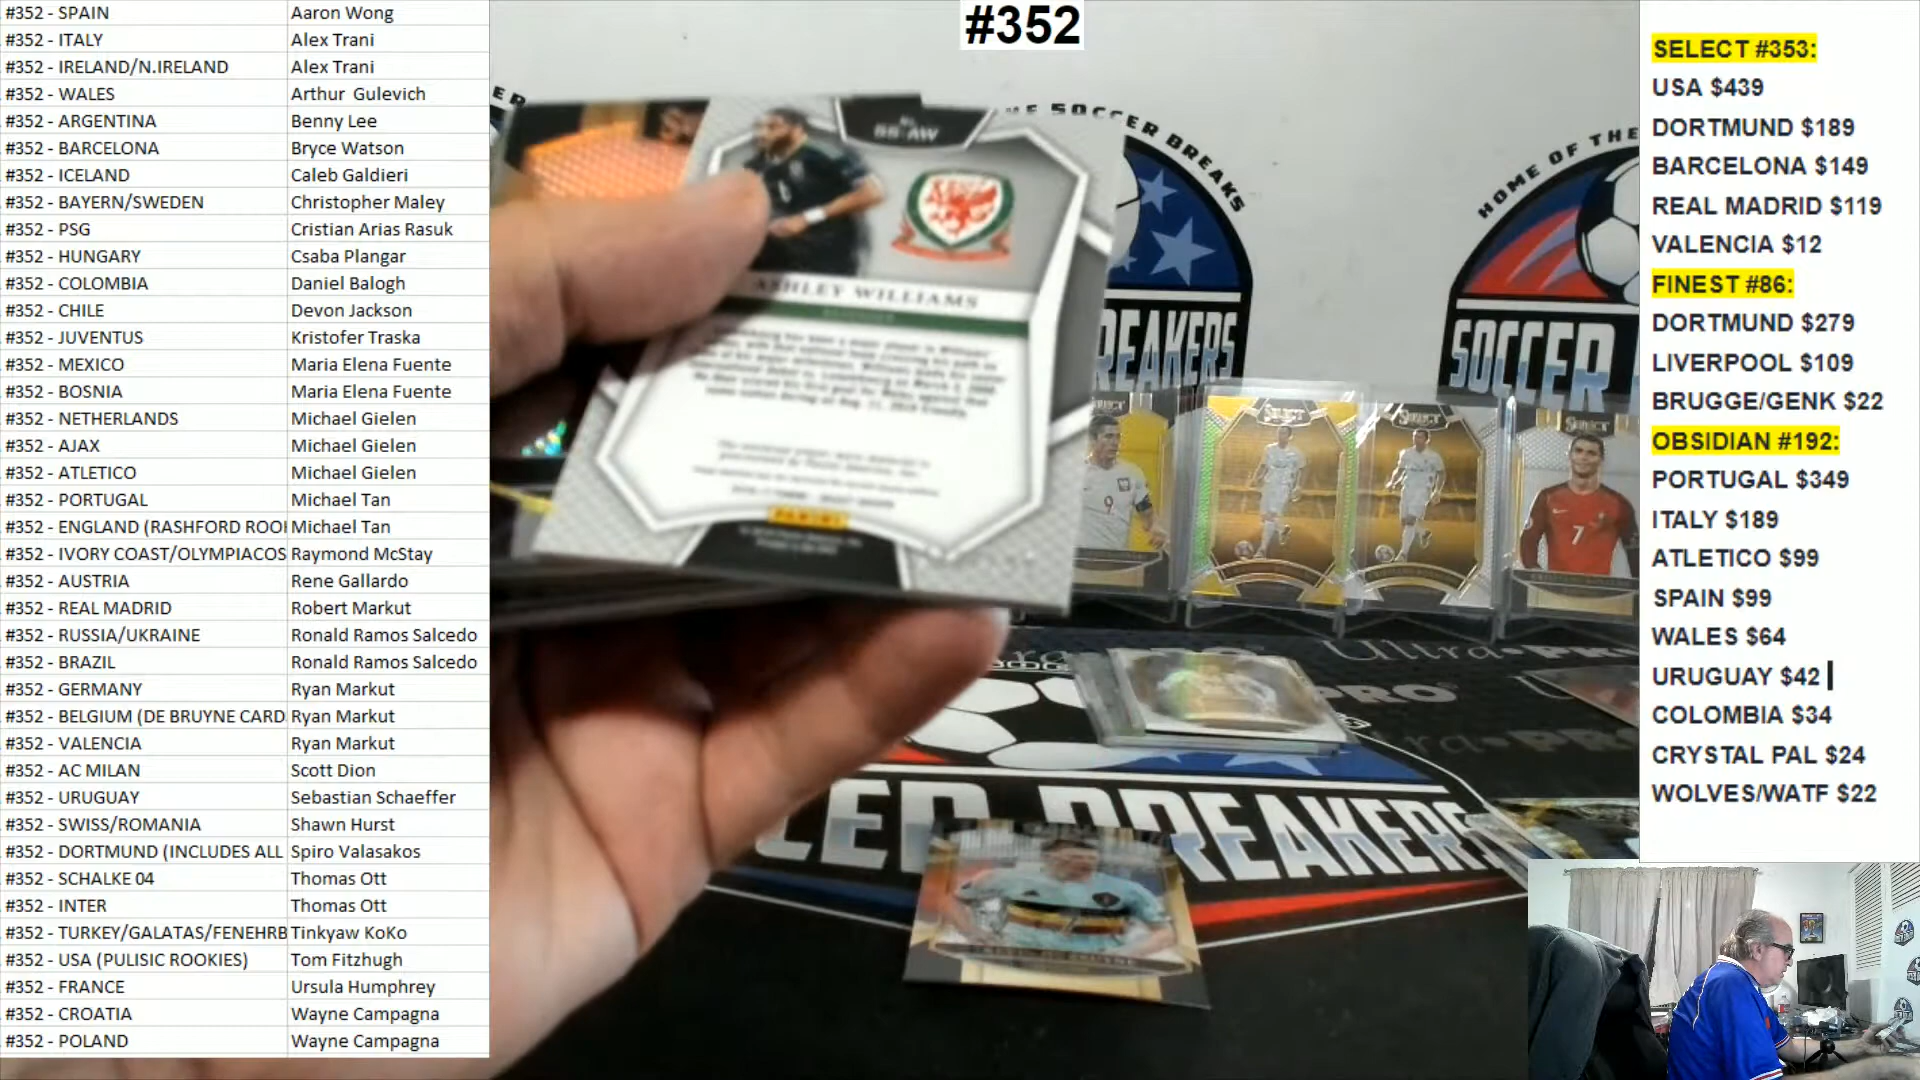 #352 - SPAIN Aaron Wong
#352 - ITALY Alex Trani
#352 - IRELAND/N.IRELAND Alex Trani
#352 - WALES Arthur Gulevich
#352 - ARGENTINA Benny Lee
#352 - BARCELONA Bryce Watson
#352 - ICELAND Caleb Galdieri
#352 - BAYERN/SWEDEN Christopher Maley
#352 - PSG Cristian Arias Rasuk
#352 - HUNGARY Csaba Plangar
#352 - COLOMBIA Daniel Balogh
#352 - CHILE Devon Jackson
#352 - JUVENTUS Kristofer Traska
#352 - MEXICO Maria Elena Fuente
#352 - BOSNIA Maria Elena Fuente
#352 - NETHERLANDS Michael Gielen
#352 - AJAX Michael Gielen
#352 - ATLETICO Michael Gielen
#352 - PORTUGAL Michael Tan
#352 - ENGLAND (RASHFORD ROOK Michael Tan
#352 - IVORY COAST/OLYMPIACOS Raymond McStay
#352 - AUSTRIA Rene Gallardo
#352 - REAL MADRID Robert Markut
#352 - RUSSIA/UKRAINE Ronald Ramos Salcedo
#352 - BRAZIL Ronald Ramos Salcedo
#352 - GERMANY Ryan Markut
#352 - BELGIUM (DE BRUYNE CARD Ryan Markut
#352 - VALENCIA Ryan Markut
#352 - AC MILAN Scott Dion
#352 - URUGUAY Sebastian Schaeffer
#352 - SWISS/ROMANIA Shawn Hurst
#352 - DORTMUND (INCLUDES ALL Spiro Valasakos
#352 - SCHALKE 04 Thomas Ott
#352 - INTER Thomas Ott
#352 - TURKEY/GALATAS/FENEHRB Tinkyaw KoKo
#352 - USA (PULISIC ROOKIES) Tom Fitzhugh
#352 - FRANCE Ursula Humphrey
#352 - CROATIA Wayne Campagna
#352 - POLAND Wayne Campagna
#352
SS-AW
ASHLEY WILLIAMS
PANINI
SOCCER BREAKS
REAKERS
HOME OF THE
SOCCER
SELECT
SELECT
SELECT
Ultra PRO
BREAKERS
SELECT #353:
USA $439
DORTMUND $189
BARCELONA $149
REAL MADRID $119
VALENCIA $12
FINEST #86:
DORTMUND $279
LIVERPOOL $109
BRUGGE/GENK $22
OBSIDIAN #192:
PORTUGAL $349
ITALY $189
ATLETICO $99
SPAIN $99
WALES $64
URUGUAY $42
COLOMBIA $34
CRYSTAL PAL $24
WOLVES/WATF $22